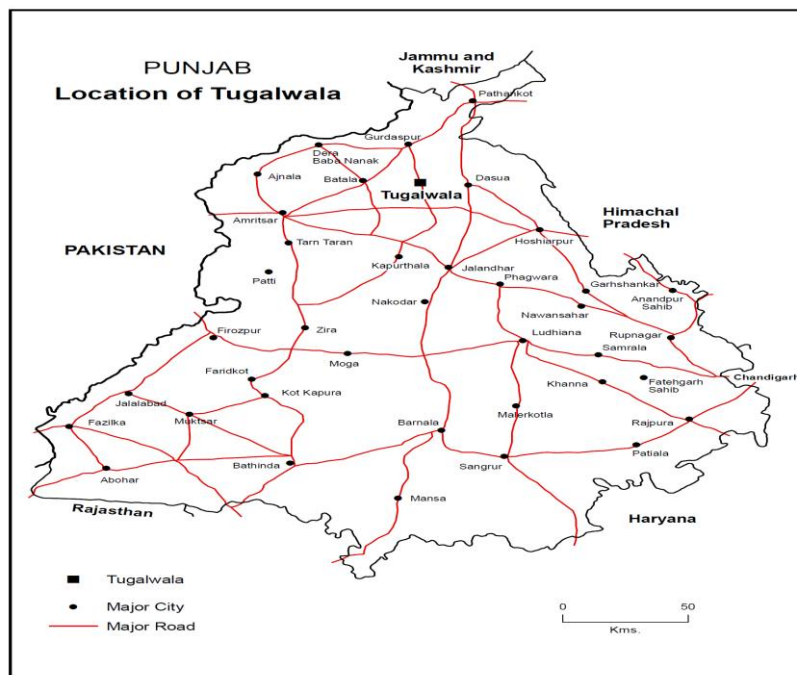 PUNJAB
Location of Tugalwala
Jammu and
Kashmir
Pathankot
Gurdaspur
Dera
Baba Nanak
Ajnala
Batala
Tugalwala
Dasua
Amritsar
Himachal
Pradesh
Hoshiarpur
Tarn Taran
PAKISTAN
Kapurthala
Jalandhar
Phagwara
Patti
Garhshankar
Anandpur
Sahib
Nakodar
Nawansahar
Firozpur
Zira
Ludhiana
Rupnagar
Moga
Samrala
Chandigarh
Faridkot
Khanna
Fatehgarh
Sahib
Kot Kapura
Jalalabad
Muktsar
Malerkotla
Rajpura
Fazilka
Barnala
Patiala
Bathinda
Sangrur
Abohar
Mansa
Rajasthan
Haryana
Tugalwala
Major City
Major Road
0 50
Kms.